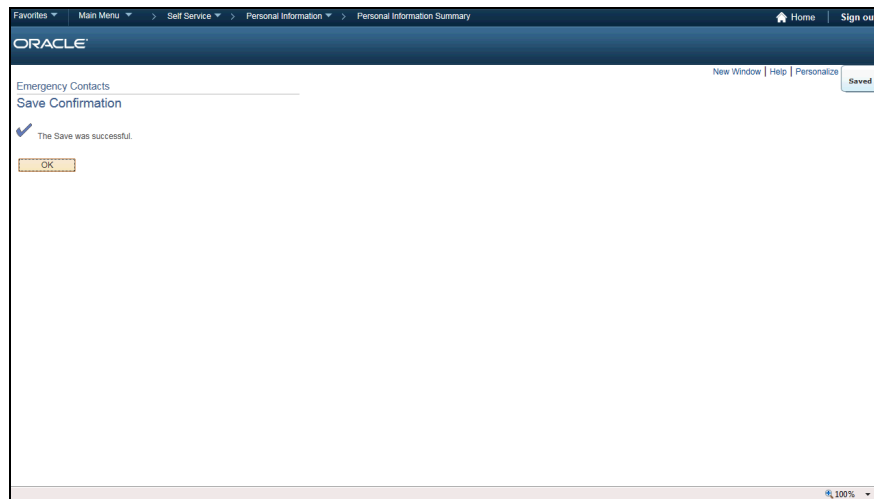 Favorites Main Menu > Self Service > Personal Information > Personal Information Summary Home Sign ou
ORACLE
New Window | Help | Personalize
Saved
Emergency Contacts
Save Confirmation
The Save was successful.
OK
100%